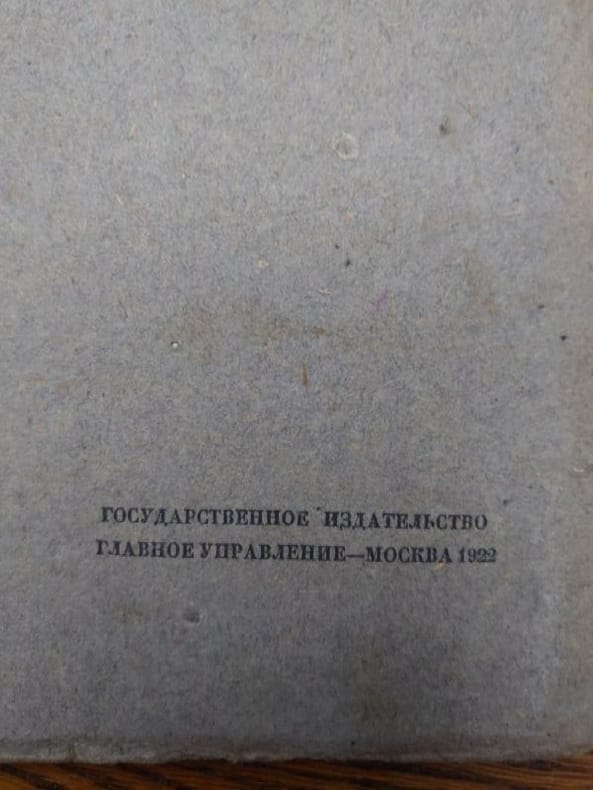 ГОСУДАРСТВЕННОЕ ИЗДАТЕЛЬСТВО
ГЛАВНОЕ УПРАВЛЕНИЕ—МОСКВА 1922